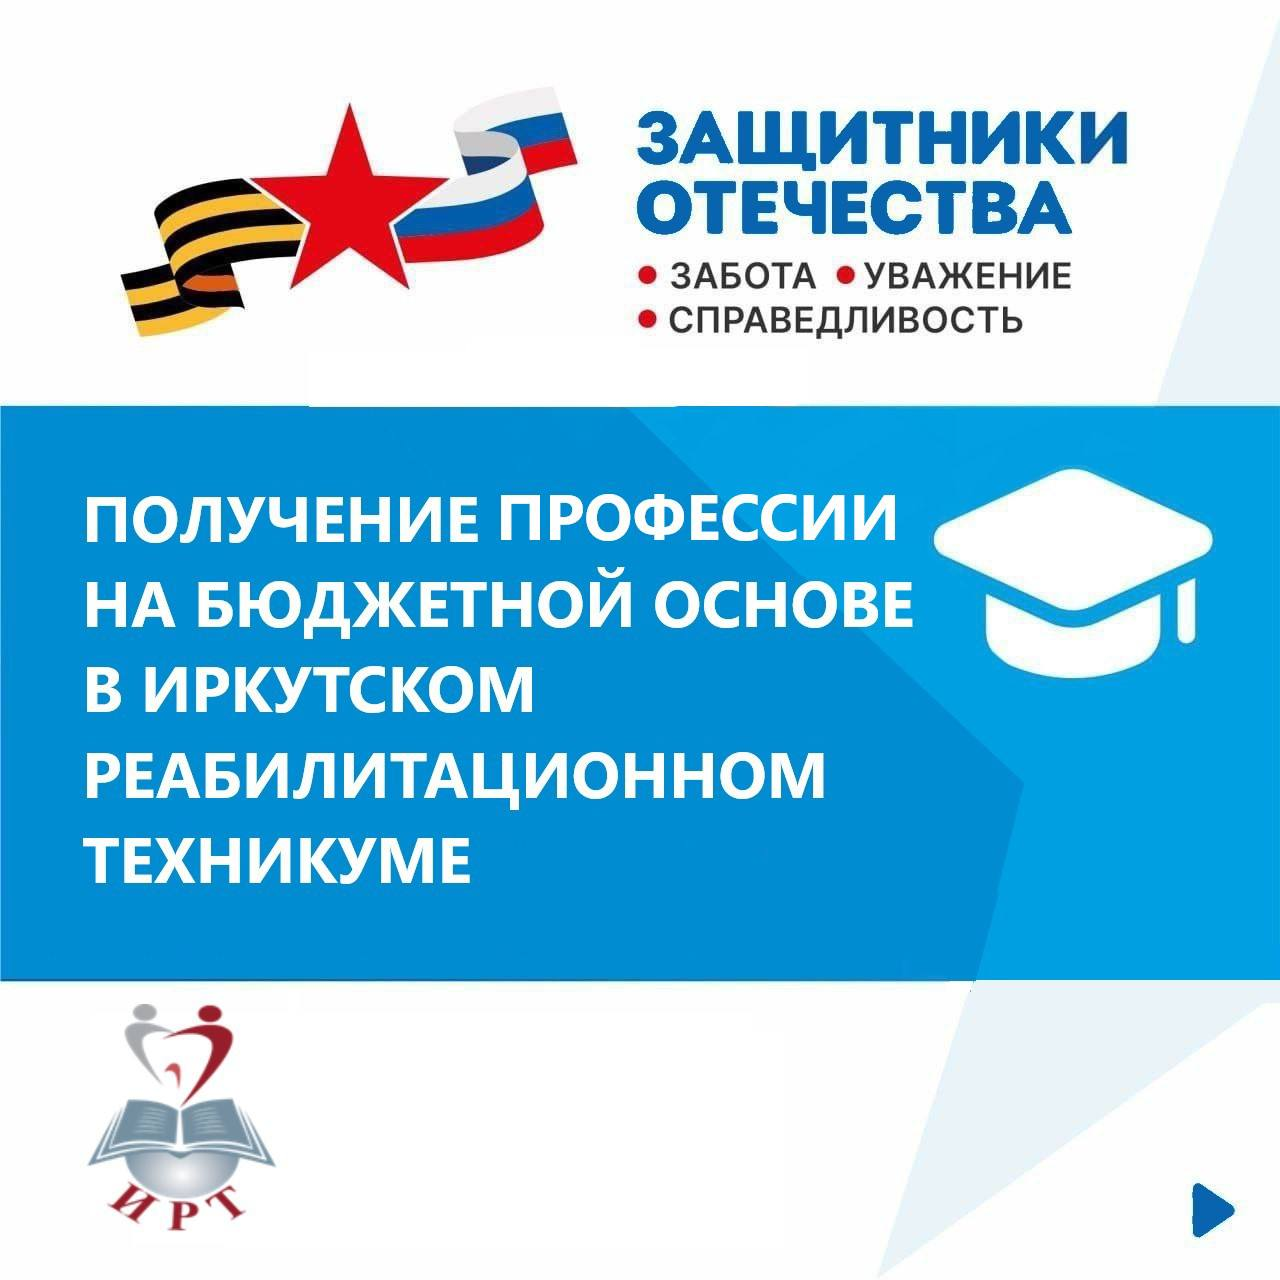 ЗАЩИТНИКИ
ОТЕЧЕСТВА
• ЗАБОТА • УВАЖЕНИЕ
• СПРАВЕДЛИВОСТЬ
ПОЛУЧЕНИЕ ПРОФЕССИИ
НА БЮДЖЕТНОЙ ОСНОВЕ
В ИРКУТСКОМ
РЕАБИЛИТАЦИОННОМ
ТЕХНИКУМЕ
ИРТ